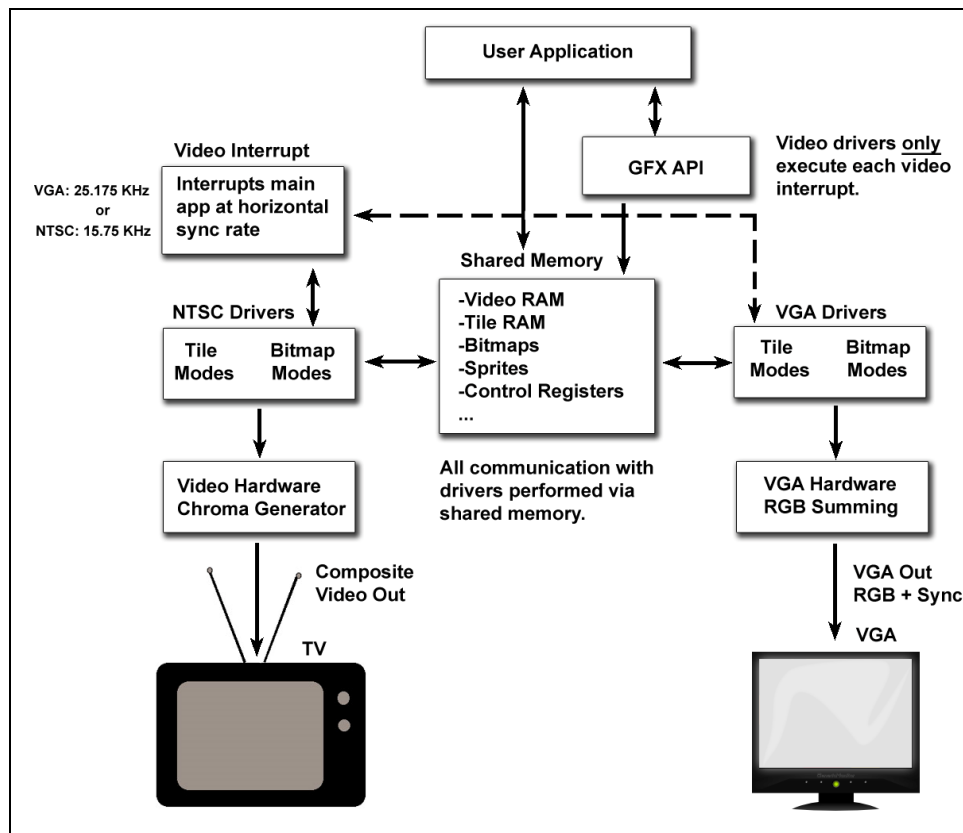 User Application
GFX API
Video drivers only
execute each video
interrupt.
Video Interrupt
VGA: 25.175 KHz
or
NTSC: 15.75 KHz
Interrupts main
app at horizontal
sync rate
Shared Memory
-Video RAM
-Tile RAM
-Bitmaps
-Sprites
-Control Registers
...
NTSC Drivers
Tile
Modes
Bitmap
Modes
VGA Drivers
Tile
Modes
Bitmap
Modes
Video Hardware
Chroma Generator
All communication with
drivers performed via
shared memory.
VGA Hardware
RGB Summing
Composite
Video Out
TV
VGA Out
RGB + Sync
VGA